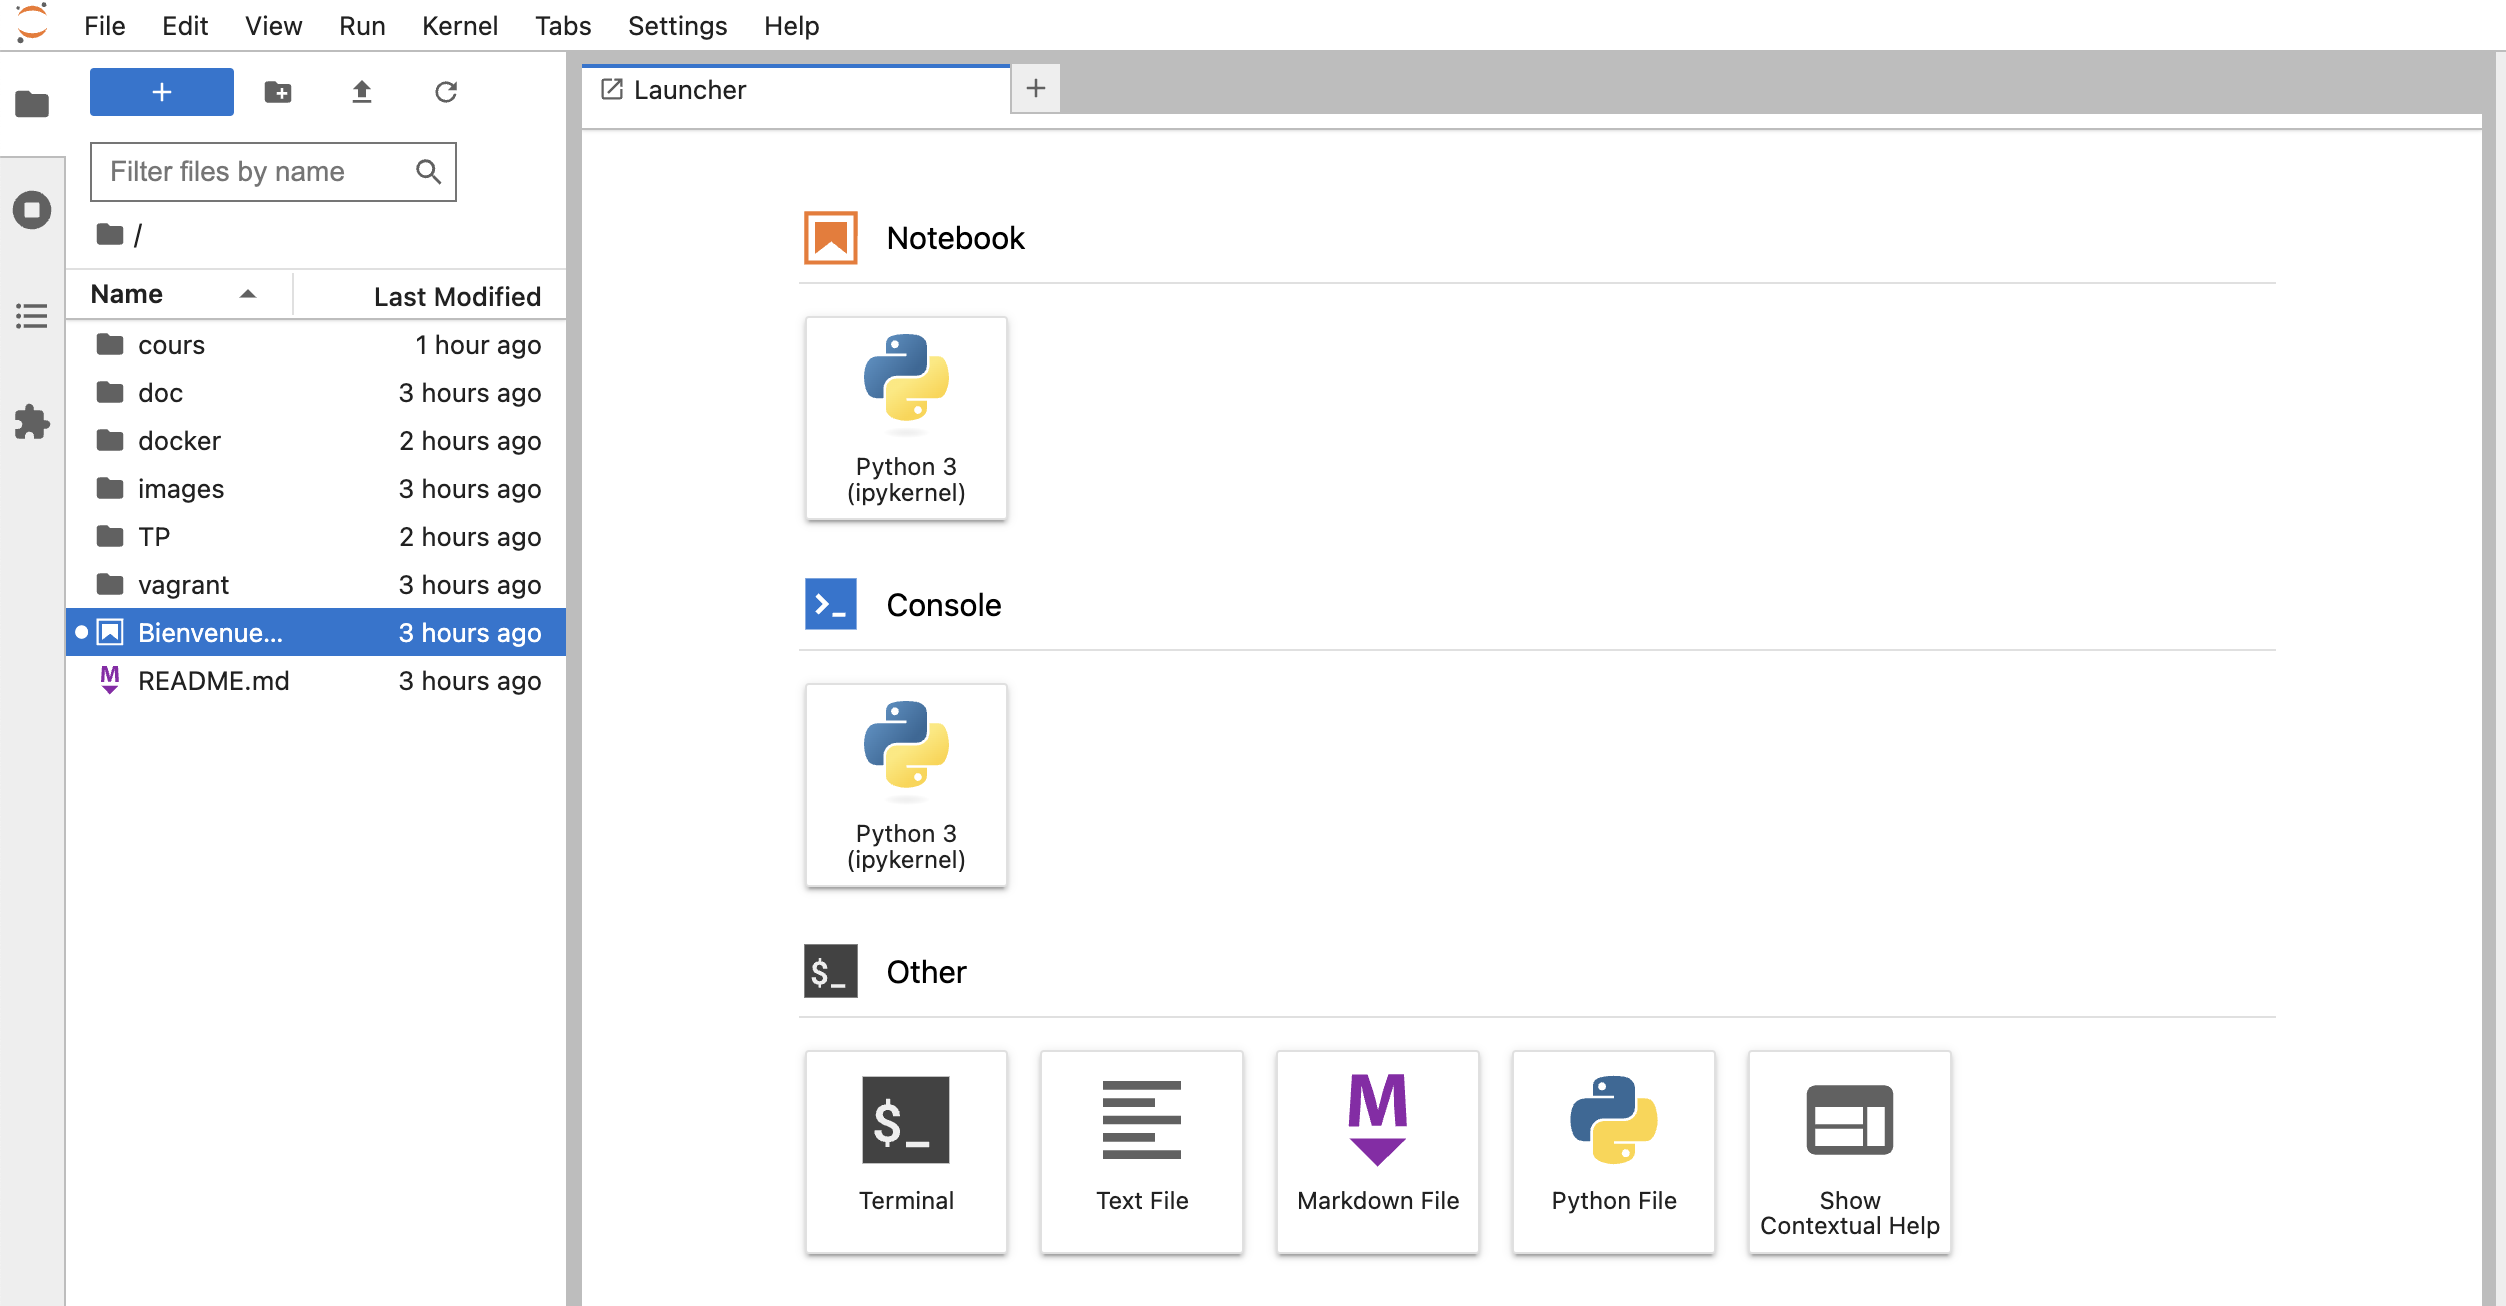 File Edit View Run Kernel Tabs Settings Help
Launcher
Filter files by name
/
Name Last Modified
cours 1 hour ago
doc 3 hours ago
docker 2 hours ago
images 3 hours ago
TP 2 hours ago
vagrant 3 hours ago
Bienvenue... 3 hours ago
README.md 3 hours ago
Notebook
Python 3
(ipykernel)
Console
Python 3
(ipykernel)
$_ Other
$_
M
Terminal Text File Markdown File Python File Show
Contextual Help